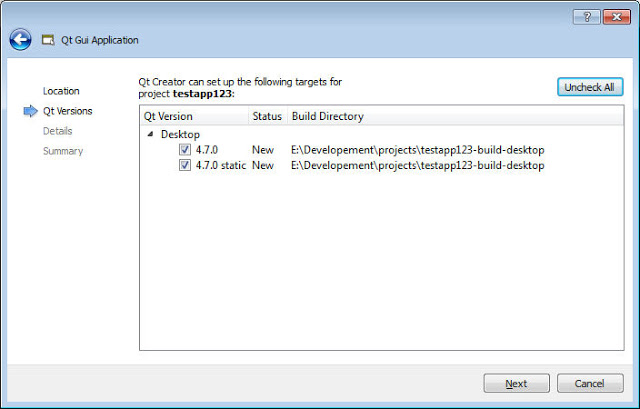 Qt Gui Application
Location
Qt Versions
Details
Summary
Qt Creator can set up the following targets for
project testapp123:
Uncheck All
Qt Version Status Build Directory
Desktop
4.7.0 New E:\Developement\projects\testapp123-build-desktop
4.7.0 static New E:\Developement\projects\testapp123-build-desktop
Next Cancel